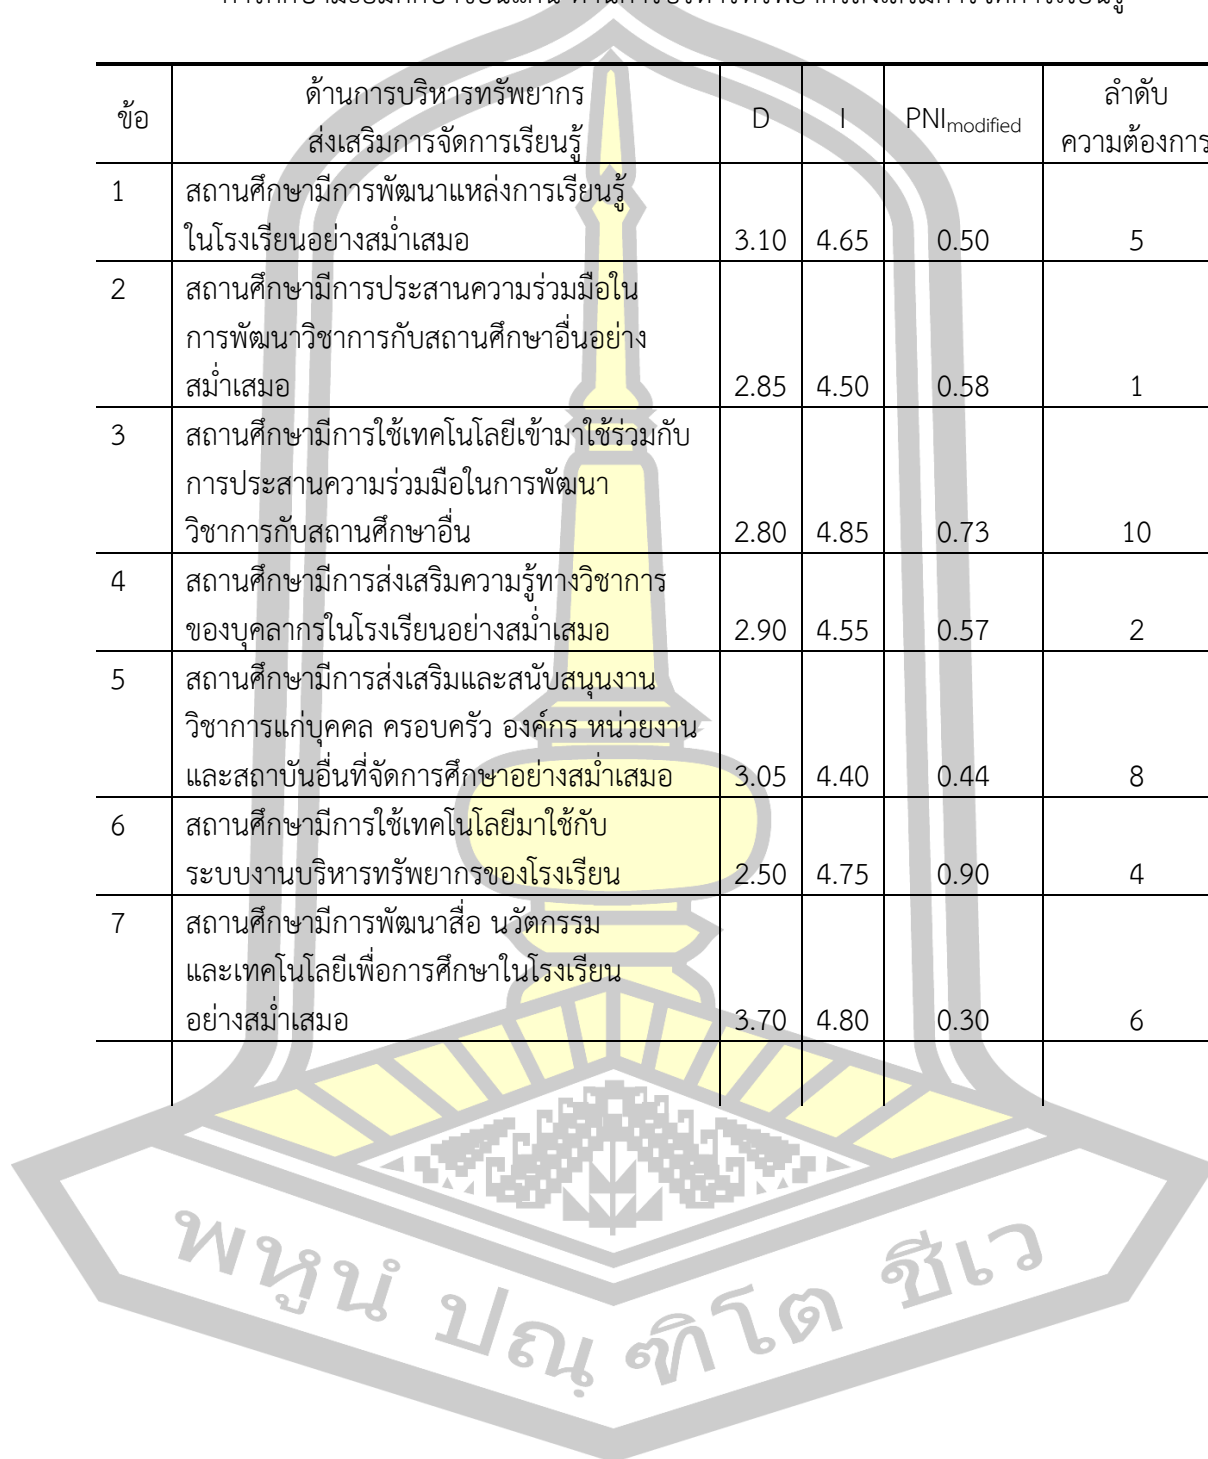 ข้อ
ด้านการบริหารทรัพยากร
ส่งเสริมการจัดการเรียนรู้
D
I
PNImodified
ลำดับ
ความต้องการ
1
สถานศึกษามีการพัฒนาแหล่งการเรียนรู้
ในโรงเรียนอย่างสม่ำเสมอ 3.10 4.65 0.50 5
2
สถานศึกษามีการประสานความร่วมมือใน
การพัฒนาวิชาการกับสถานศึกษาอื่นอย่าง
สม่ำเสมอ 2.85 4.50 0.58 1
3
สถานศึกษามีการใช้เทคโนโลยีเข้ามาใช้ร่วมกับ
การประสานความร่วมมือในการพัฒนา
วิชาการกับสถานศึกษาอื่น 2.80 4.85 0.73 10
4
สถานศึกษามีการส่งเสริมความรู้ทางวิชาการ
ของบุคลากรในโรงเรียนอย่างสม่ำเสมอ 2.90 4.55 0.57 2
5
สถานศึกษามีการส่งเสริมและสนับสนุนงาน
วิชาการแก่บุคคล ครอบครัว องค์กร หน่วยงาน
และสถาบันอื่นที่จัดการศึกษาอย่างสม่ำเสมอ 3.05 4.40 0.44 8
6
สถานศึกษามีการใช้เทคโนโลยีมาใช้กับ
ระบบงานบริหารทรัพยากรของโรงเรียน 2.50 4.75 0.90 4
7
สถานศึกษามีการพัฒนาสื่อ นวัตกรรม
และเทคโนโลยีเพื่อการศึกษาในโรงเรียน
อย่างสม่ำเสมอ 3.70 4.80 0.30 6
พหูนํ ปณฺฑิโต ชีเว